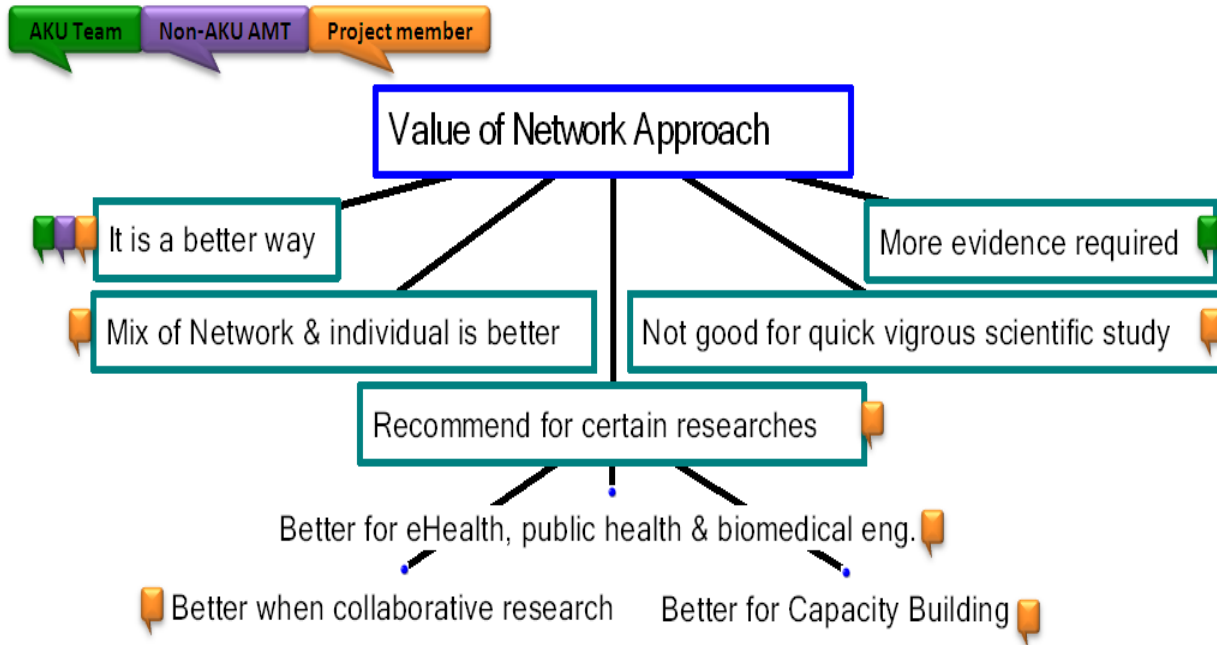 AKU Team Non-AKU AMT Project member
Value of Network Approach
It is a better way
More evidence required
Mix of Network & individual is better
Not good for quick vigrous scientific study
Recommend for certain researches
Better for eHealth, public health & biomedical eng.
Better when collaborative research
Better for Capacity Building